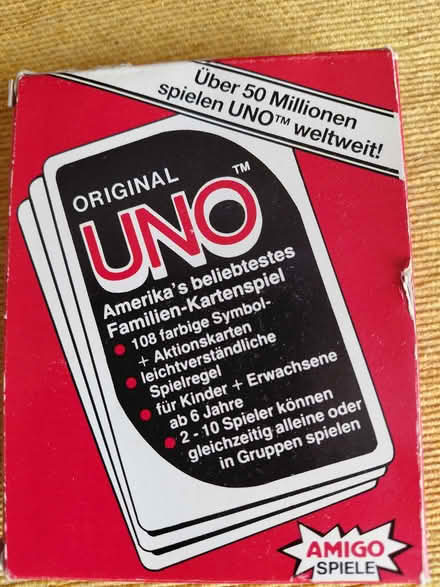 Über 50 Millionen
spielen UNO™ weltweit!
ORIGINAL
UNO™
Amerika's beliebtestes
Familien-Kartenspiel
• 108 farbige Symbol-
+ Aktionskarten
• leichtverständliche
Spielregel
• für Kinder + Erwachsene
ab 6 Jahre
• 2 - 10 Spieler können
gleichzeitig alleine oder
in Gruppen spielen
AMIGO
SPIELE